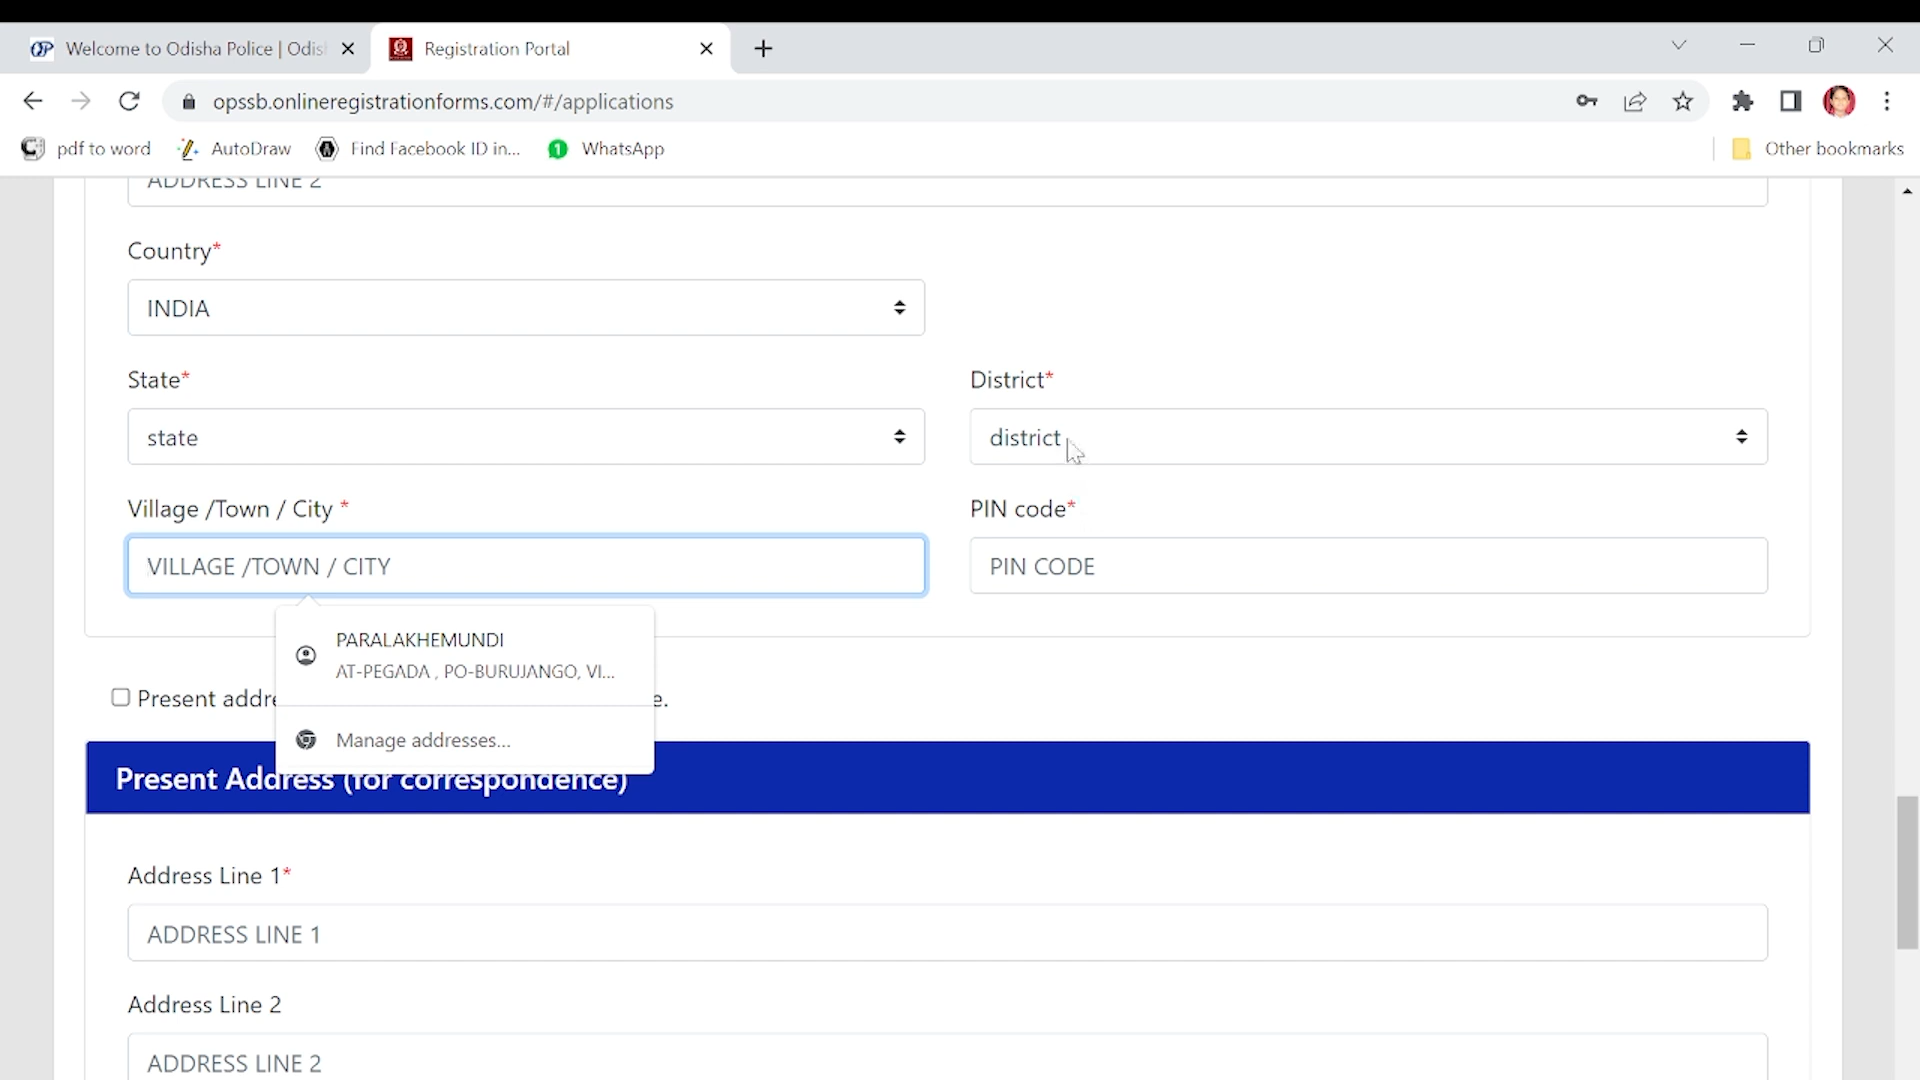 Welcome to Odisha Police | Odis
Registration Portal
opssb.onlineregistrationforms.com/#/applications
pdf to word
AutoDraw
Find Facebook ID in...
1
WhatsApp
Other bookmarks
ADDRESS LINE 2
Country*
INDIA
State*
District*
state
district
Village /Town / City *
PIN code*
VILLAGE /TOWN / CITY
PIN CODE
PARALAKHEMUNDI
AT-PEGADA , PO-BURUJANGO, VI...
Present addre
e.
Manage addresses...
Present Address (for correspondence)
Address Line 1*
ADDRESS LINE 1
Address Line 2
ADDRESS LINE 2